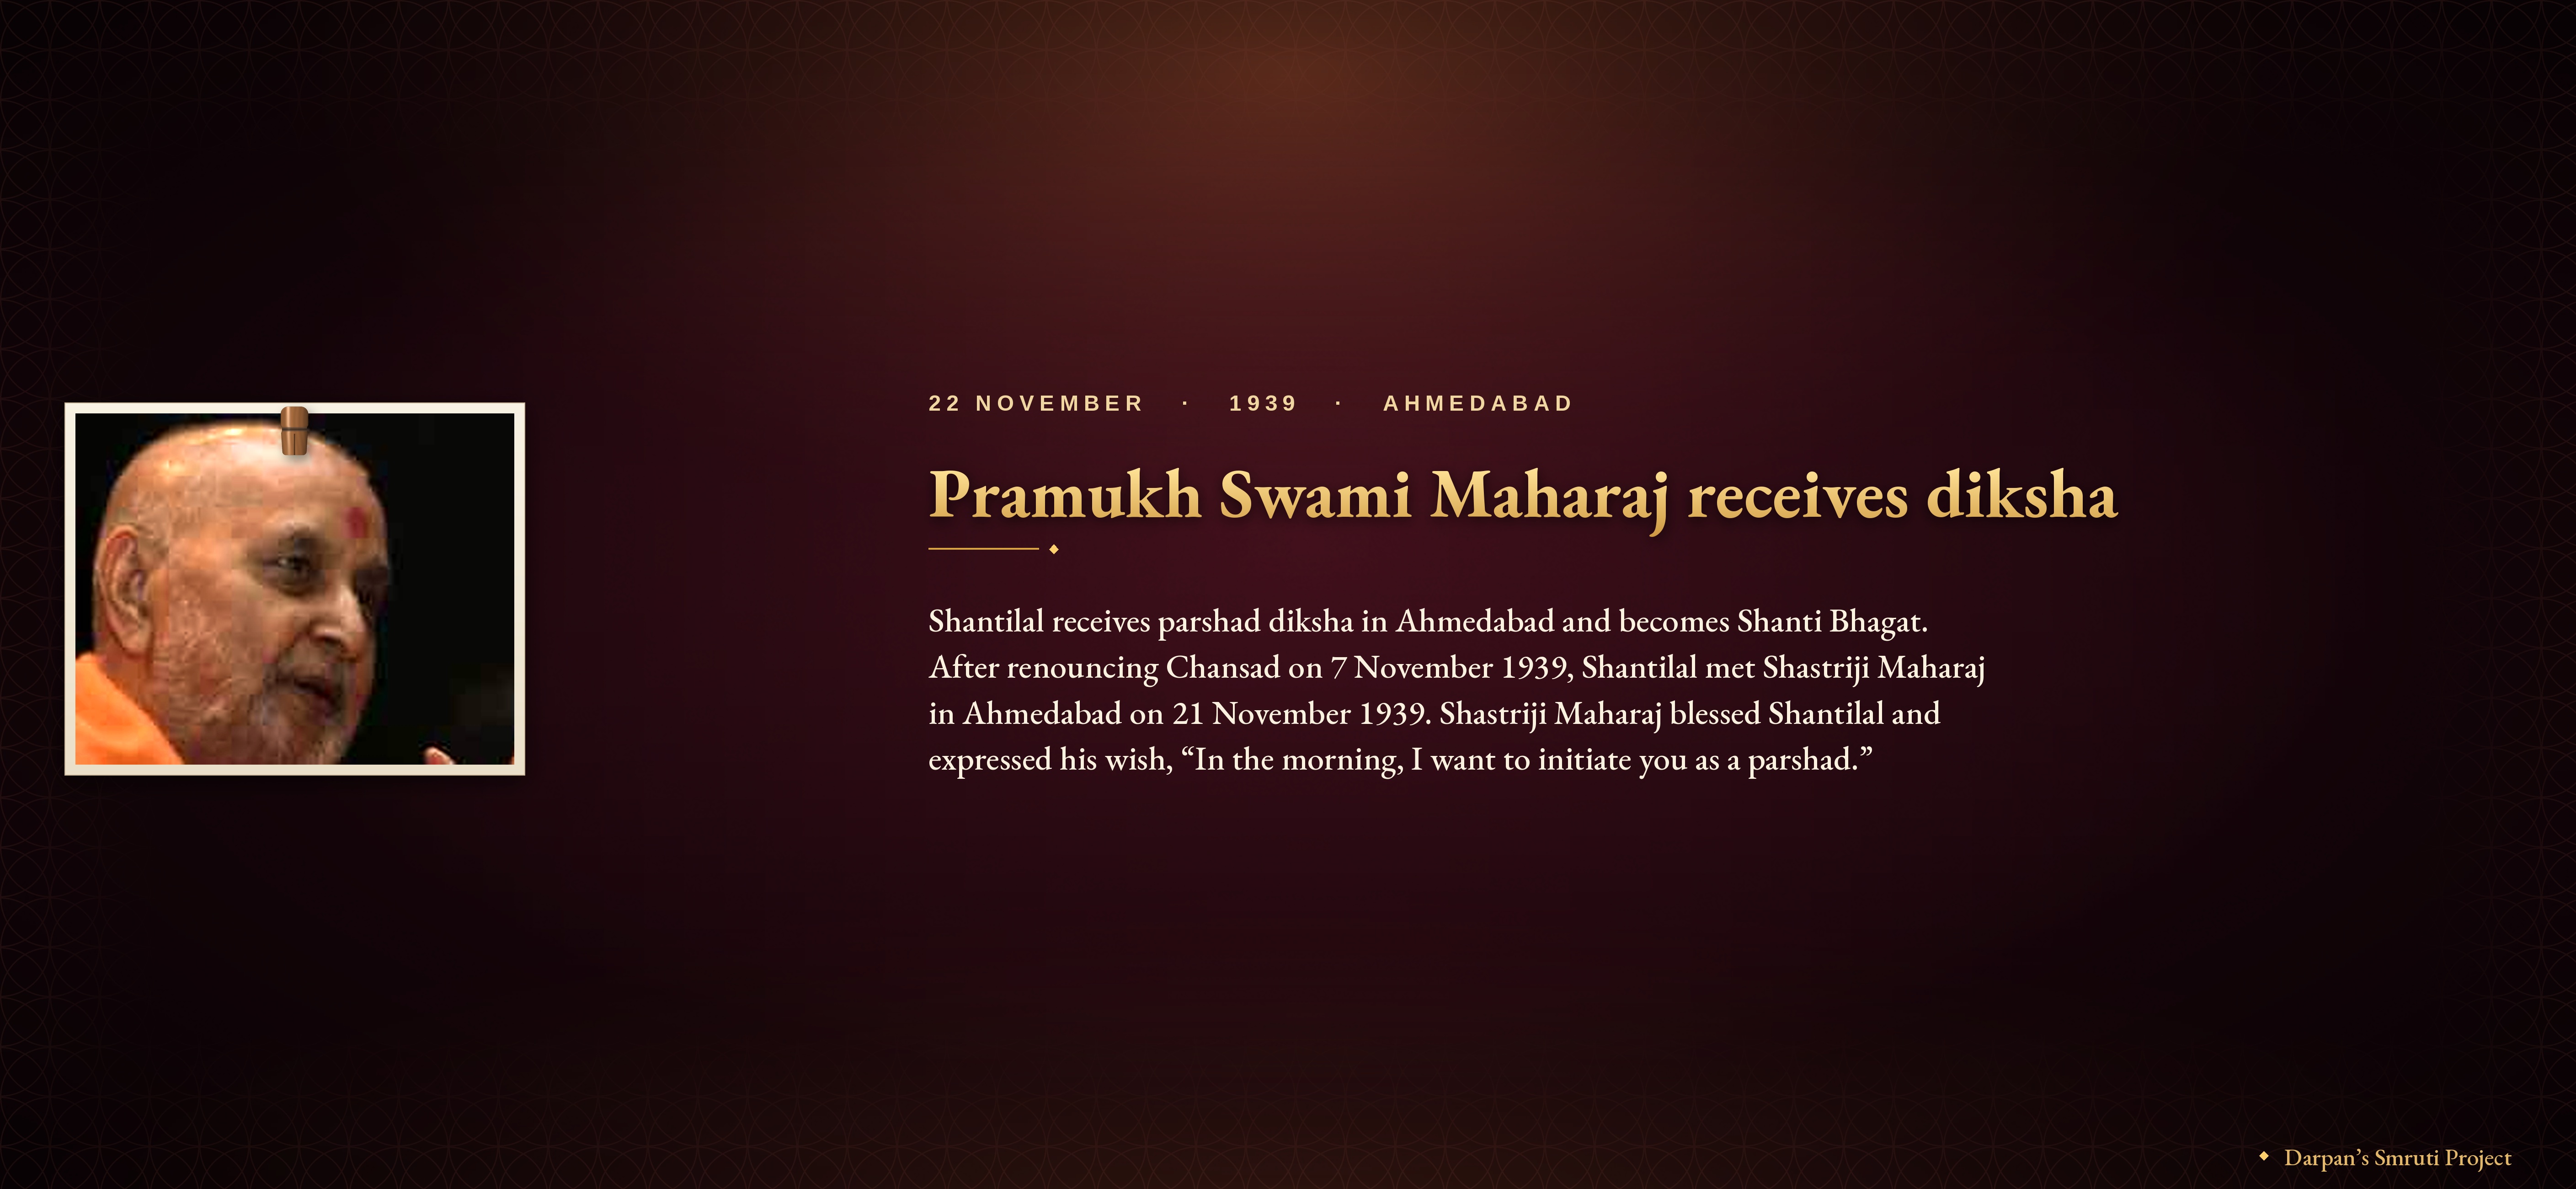 22 NOVEMBER · 1939 · AHMEDABAD
Pramukh Swami Maharaj receives diksha
Shantilal receives parshad diksha in Ahmedabad and becomes Shanti Bhagat.
After renouncing Chansad on 7 November 1939, Shantilal met Shastriji Maharaj
in Ahmedabad on 21 November 1939. Shastriji Maharaj blessed Shantilal and
expressed his wish, “In the morning, I want to initiate you as a parshad.”
Darpan’s Smruti Project